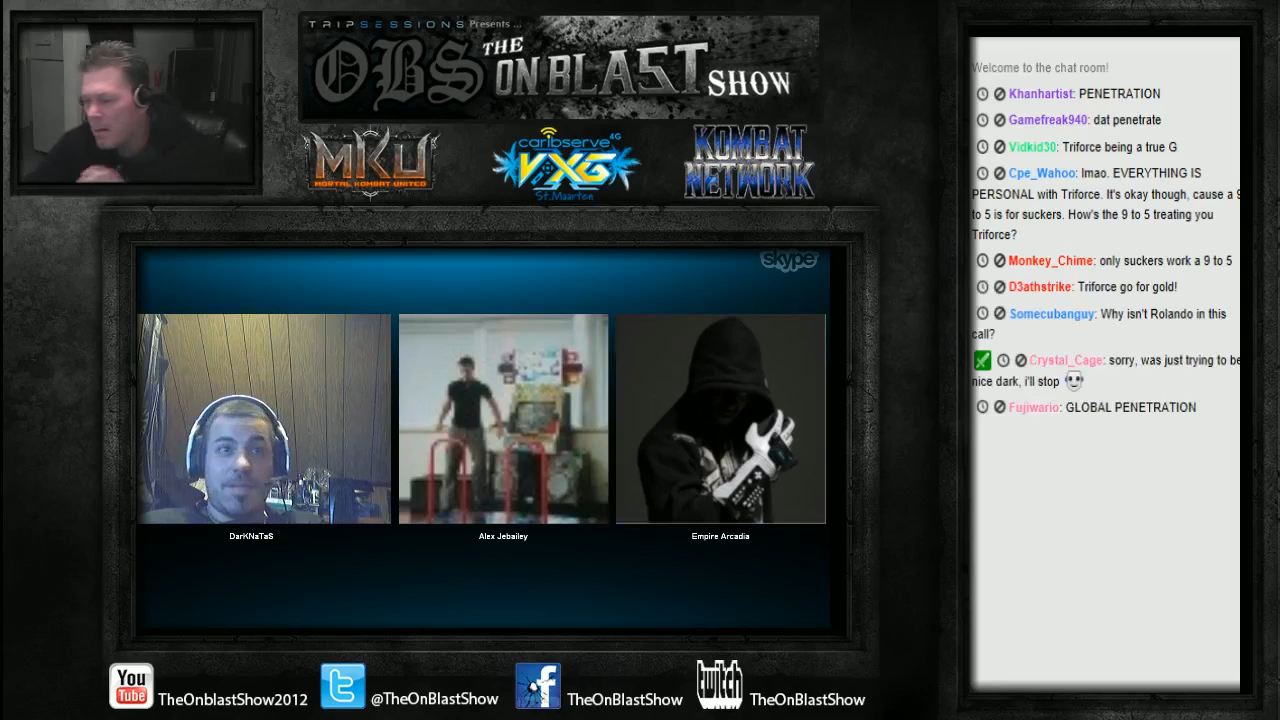 TRIPSESSIONS Presents ...
OBS THE ON BLAST SHOW
MKU
MORTAL KOMBAT UNITED
caribserve 4G
VXG
St.Maarten
KOMBAT
NETWORK
skype
DarKNaTaS
Alex Jebailey
Empire Arcadia
You Tube TheOnblastShow2012
t @TheOnBlastShow
f TheOnBlastShow
twitch TheOnBlastShow
Welcome to the chat room!
Khanhartist: PENETRATION
Gamefreak940: dat penetrate
Vidkid30: Triforce being a true G
Cpe_Wahoo: lmao. EVERYTHING IS
PERSONAL with Triforce. It's okay though, cause a 9
to 5 is for suckers. How's the 9 to 5 treating you
Triforce?
Monkey_Chime: only suckers work a 9 to 5
D3athstrike: Triforce go for gold!
Somecubanguy: Why isn't Rolando in this
call?
Crystal_Cage: sorry, was just trying to be
nice dark, i'll stop
Fujiwario: GLOBAL PENETRATION